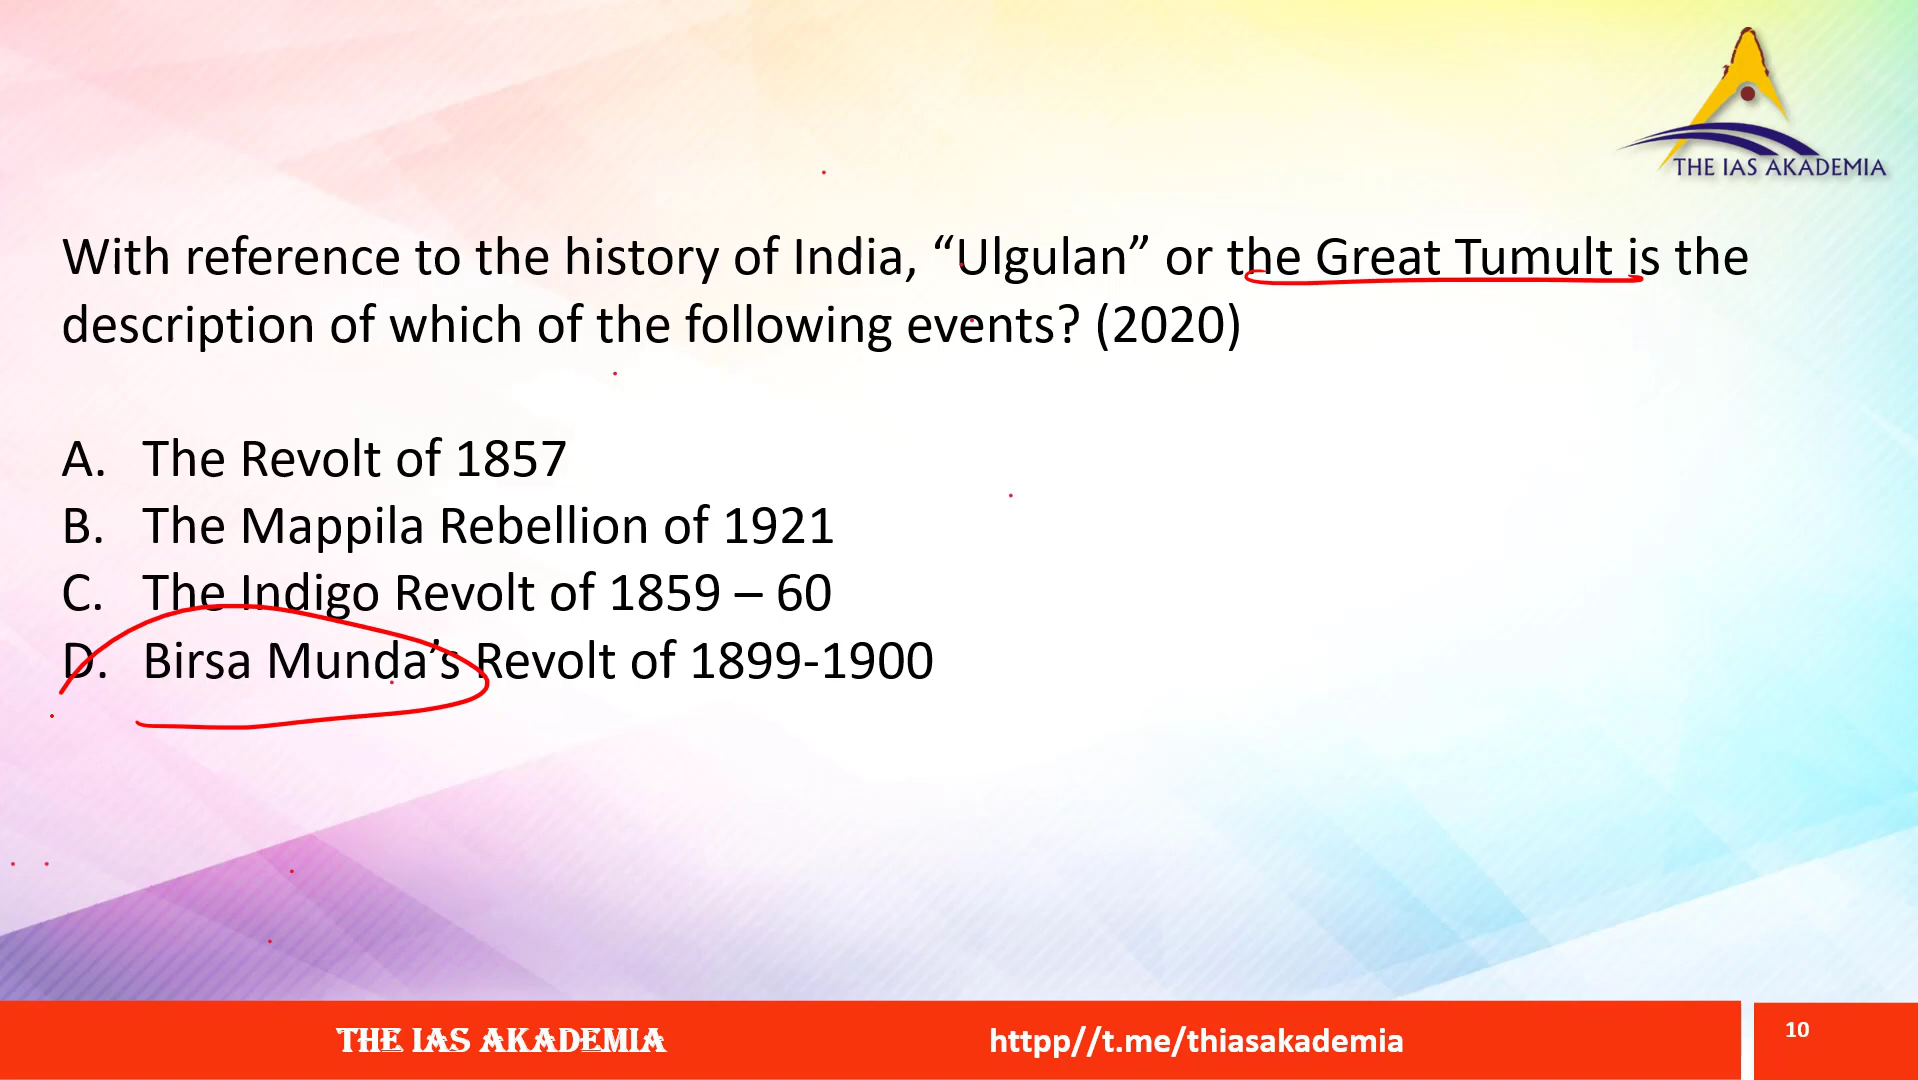 THE IAS AKADEMIA
With reference to the history of India, “Ulgulan” or the Great Tumult is the
description of which of the following events? (2020)
A. The Revolt of 1857
B. The Mappila Rebellion of 1921
C. The Indigo Revolt of 1859 – 60
D. Birsa Munda’s Revolt of 1899-1900
THE IAS AKADEMIA
httpp//t.me/thiasakademia
10